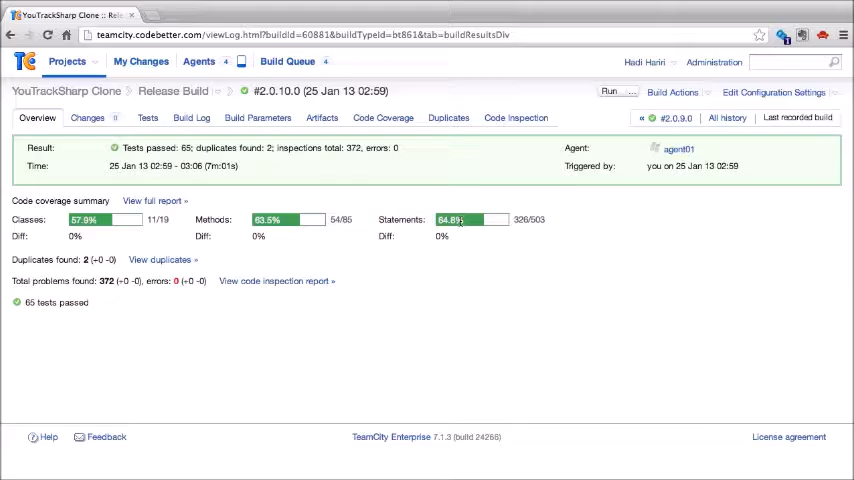 YouTrackSharp Clone :: Rele
teamcity.codebetter.com/viewLog.html?buildId=60881&buildTypeId=bt861&tab=buildResultsDiv
TC Projects My Changes Agents 4 Build Queue 4 Hadi Hariri Administration
YouTrackSharp Clone Release Build #2.0.10.0 (25 Jan 13 02:59) Run ... Build Actions Edit Configuration Settings
Overview Changes 0 Tests Build Log Build Parameters Artifacts Code Coverage Duplicates Code Inspection « #2.0.9.0 All history Last recorded build
Result: Tests passed: 65; duplicates found: 2; inspections total: 372, errors: 0 Agent: agent01
Time: 25 Jan 13 02:59 - 03:06 (7m:01s) Triggered by: you on 25 Jan 13 02:59
Code coverage summary View full report »
Classes: 57.9% 11/19 Methods: 63.5% 54/85 Statements: 64.8% 326/503
Diff: 0% Diff: 0% Diff: 0%
Duplicates found: 2 (+0 -0) View duplicates »
Total problems found: 372 (+0 -0), errors: 0 (+0 -0) View code inspection report »
65 tests passed
Help Feedback TeamCity Enterprise 7.1.3 (build 24266) License agreement